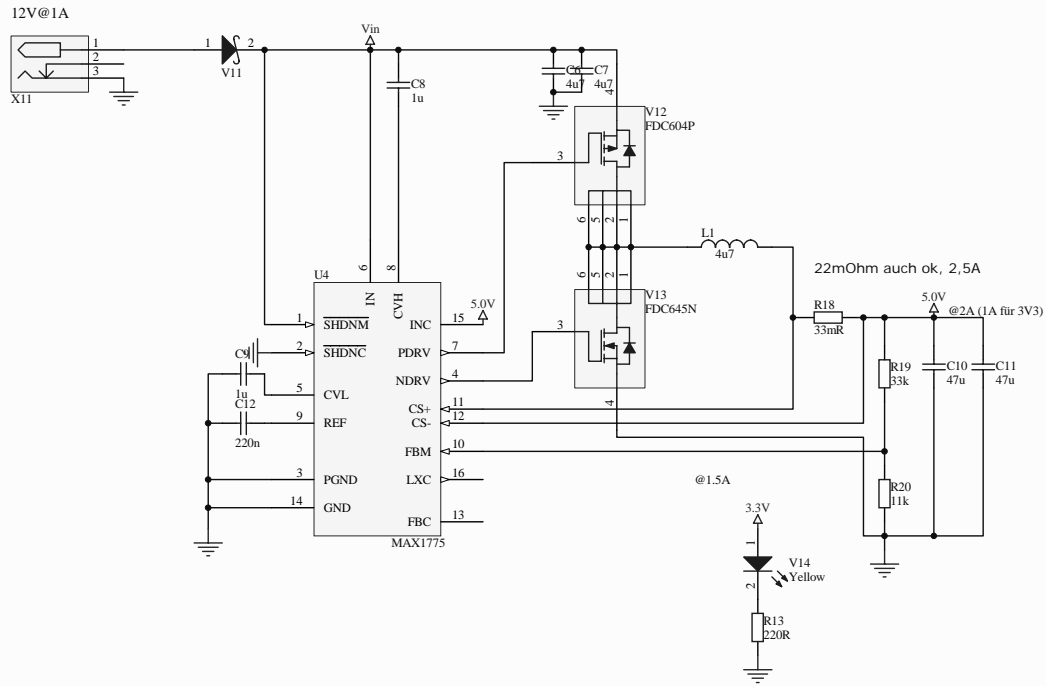 12V@1A
X11
1
2
3
1
2
V11
Vin
C8
1u
C6
4u7
C7
4u7
4
V12
FDC604P
3
6
5
2
1
L1
4u7
6
5
2
1
V13
FDC645N
3
4
22mOhm auch ok, 2,5A
R18
33mR
5.0V
@2A (1A für 3V3)
R19
33k
C10
47u
C11
47u
R20
11k
U4
6
8
IN
CVH
1
SHDNM
2
SHDNC
C9
1u
5
CVL
C12
220n
9
REF
3
PGND
14
GND
INC
15
5.0V
PDRV
7
NDRV
4
CS+
11
CS-
12
FBM
10
LXC
16
FBC
13
MAX1775
@1.5A
3.3V
1
V14
Yellow
2
R13
220R